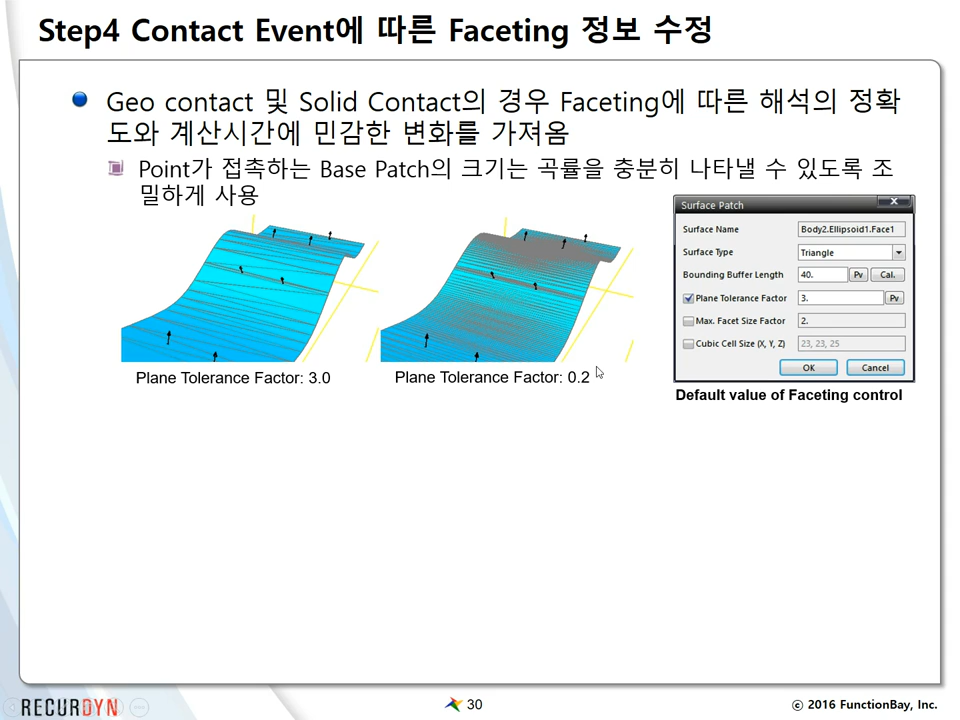 Step4 Contact Event에 따른 Faceting 정보 수정
Geo contact 및 Solid Contact의 경우 Faceting에 따른 해석의 정확
도와 계산시간에 민감한 변화를 가져옴
Point가 접촉하는 Base Patch의 크기는 곡률을 충분히 나타낼 수 있도록 조
밀하게 사용
Surface Patch
X
Surface Name Body2.Ellipsoid1.Face1
Surface Type Triangle
Bounding Buffer Length 40. Pv Cal.
Plane Tolerance Factor 3. Pv
Max. Facet Size Factor 2.
Cubic Cell Size (X, Y, Z) 23, 23, 25
OK Cancel
Plane Tolerance Factor: 3.0
Plane Tolerance Factor: 0.2
Default value of Faceting control
RECURDYN
30
© 2016 FunctionBay, Inc.